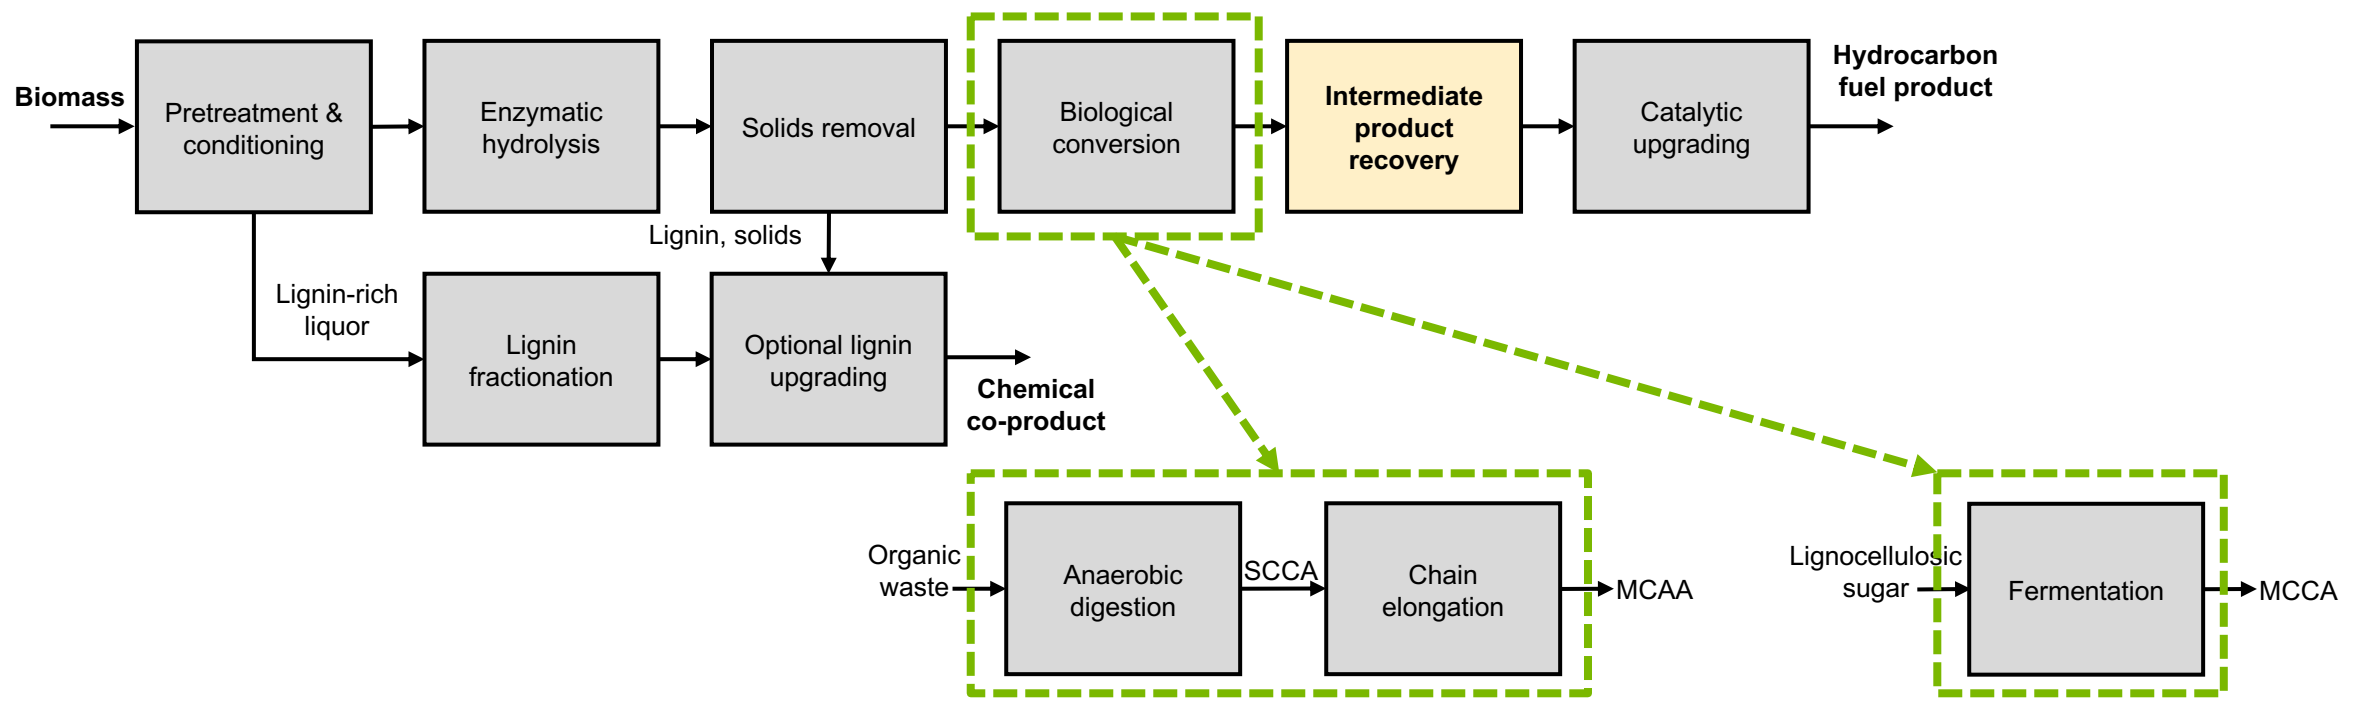 Biomass
Pretreatment &
conditioning
Enzymatic
hydrolysis
Solids removal
Biological
conversion
Intermediate
product
recovery
Catalytic
upgrading
Hydrocarbon
fuel product
Lignin, solids
Lignin-rich
liquor
Lignin
fractionation
Optional lignin
upgrading
Chemical
co-product
Organic
waste
Anaerobic
digestion
SCCA
Chain
elongation
MCAA
Lignocellulosic
sugar
Fermentation
MCCA